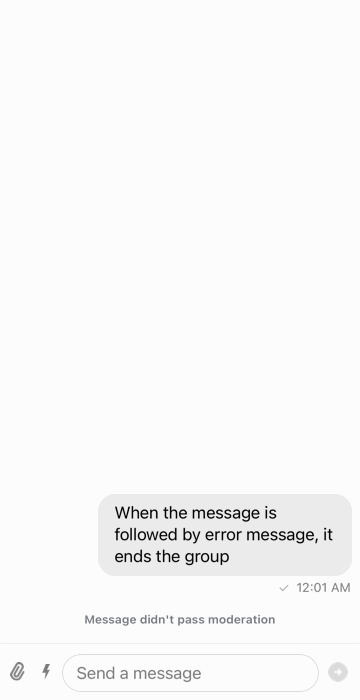 When the message is
followed by error message, it
ends the group
12:01 AM
Message didn't pass moderation
Send a message